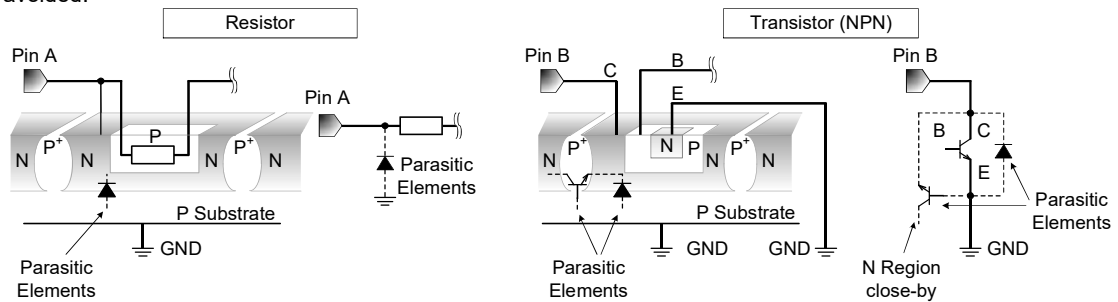 avoided.
Resistor
Transistor (NPN)
Pin A
Pin A
N P+ N P N P+ N
Parasitic
Elements
P Substrate
GND
Parasitic
Elements
Pin B
C
B
E
N P+ N P N P+ N
P Substrate
GND
GND
Parasitic
Elements
Pin B
B
C
E
Parasitic
Elements
GND
N Region
close-by